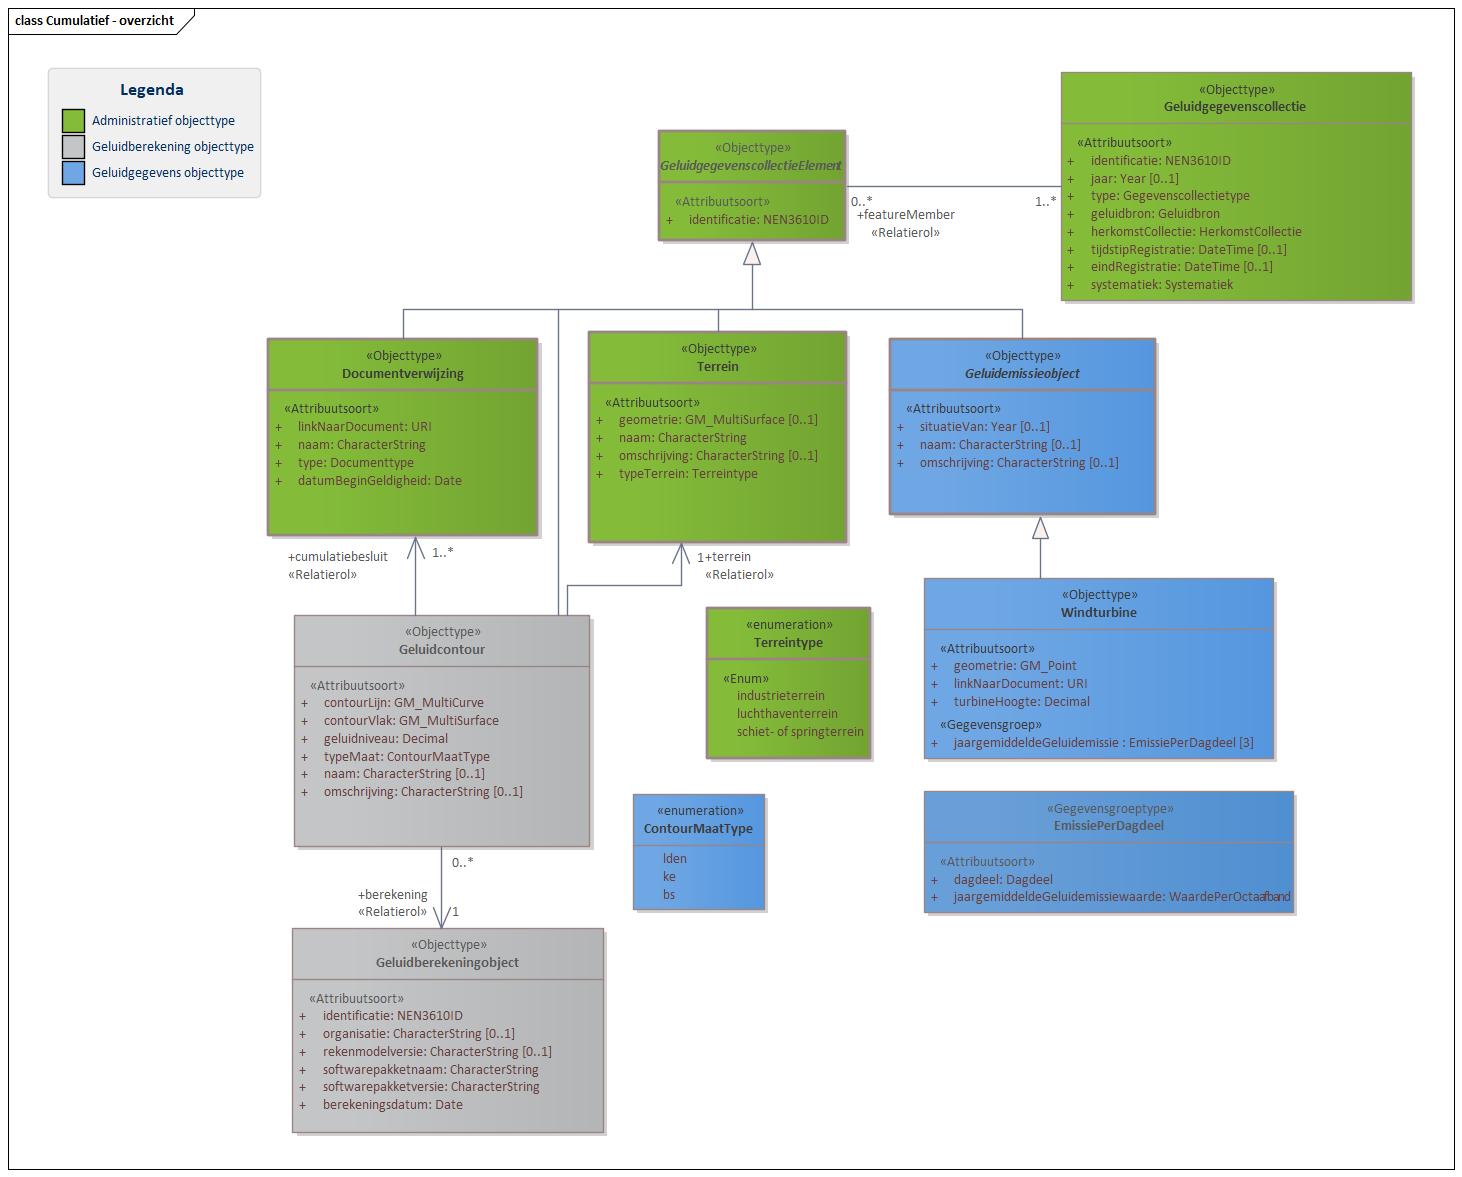 class Cumulatief - overzicht
Legenda
Administratief objecttype
Geluidberekening objecttype
Geluidgegevens objecttype
«Objecttype»
Geluidgegevenscollectie
«Attribuutsoort»
+ identificatie: NEN3610ID
+ jaar: Year [0..1]
+ type: Gegevenscollectietype
+ geluidbron: Geluidbron
+ herkomstCollectie: HerkomstCollectie
+ tijdstipRegistratie: DateTime [0..1]
+ eindRegistratie: DateTime [0..1]
+ systematiek: Systematiek
«Objecttype»
GeluidgegevenscollectieElement
«Attribuutsoort»
+ identificatie: NEN3610ID
0..*
+featureMember
«Relatierol»
1..*
«Objecttype»
Documentverwijzing
«Attribuutsoort»
+ linkNaarDocument: URI
+ naam: CharacterString
+ type: Documenttype
+ datumBeginGeldigheid: Date
«Objecttype»
Terrein
«Attribuutsoort»
+ geometrie: GM_MultiSurface [0..1]
+ naam: CharacterString
+ omschrijving: CharacterString [0..1]
+ typeTerrein: Terreintype
«Objecttype»
Geluidemissieobject
«Attribuutsoort»
+ situatieVan: Year [0..1]
+ naam: CharacterString [0..1]
+ omschrijving: CharacterString [0..1]
+cumulatiebesluit
«Relatierol»
1..*
1
+terrein
«Relatierol»
«Objecttype»
Geluidcontour
«Attribuutsoort»
+ contourLijn: GM_MultiCurve
+ contourVlak: GM_MultiSurface
+ geluidniveau: Decimal
+ typeMaat: ContourMaatType
+ naam: CharacterString [0..1]
+ omschrijving: CharacterString [0..1]
«enumeration»
Terreintype
«Enum»
industrieterrein
luchthaventerrein
schiet- of springterrein
«Objecttype»
Windturbine
«Attribuutsoort»
+ geometrie: GM_Point
+ linkNaarDocument: URI
+ turbineHoogte: Decimal
«Gegevensgroep»
+ jaargemiddeldeGeluidemissie : EmissiePerDagdeel [3]
«enumeration»
ContourMaatType
lden
ke
bs
«Gegevensgroeptype»
EmissiePerDagdeel
«Attribuutsoort»
+ dagdeel: Dagdeel
+ jaargemiddeldeGeluidemissiewaarde: WaardePerOctaafband
0..*
+berekening
«Relatierol»
1
«Objecttype»
Geluidberekeningobject
«Attribuutsoort»
+ identificatie: NEN3610ID
+ organisatie: CharacterString [0..1]
+ rekenmodelversie: CharacterString [0..1]
+ softwarepakketnaam: CharacterString
+ softwarepakketversie: CharacterString
+ berekeningsdatum: Date